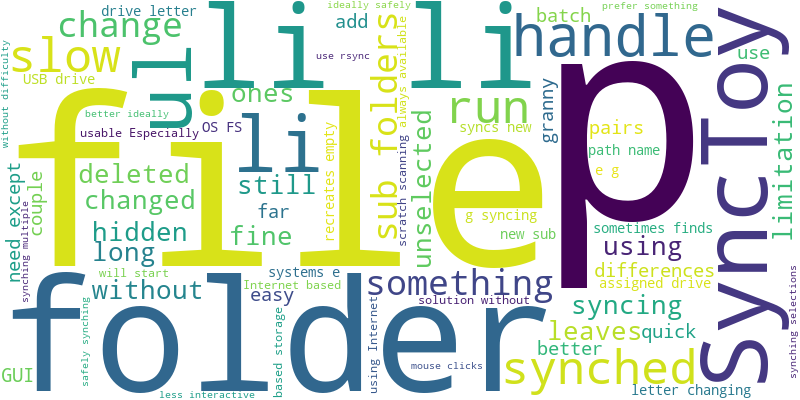 drive letter
ideally safely
prefer something
change
li
li
add
batch
handle
without difficulty
slow
ul
use rsync
sub folders
always available
use
USB drive
ones
file
p
SyncToy
better ideally
run
granny
limitation
usable Especially
OS FS
li
recreates empty
scratch scanning
unselected
syncs new
pairs
path name
deleted
still
e g
need except
couple
changed
far
g syncing
sometimes finds
hidden
fine
new sub
using
synching multiple
long
will start
systems e
easy
Internet based
something
differences
assigned drive
without
solution without
syncing
folder
safely synching
based storage
using Internet
leaves
quick
better
synching selections
GUI
mouse clicks
synched
letter changing
less interactive